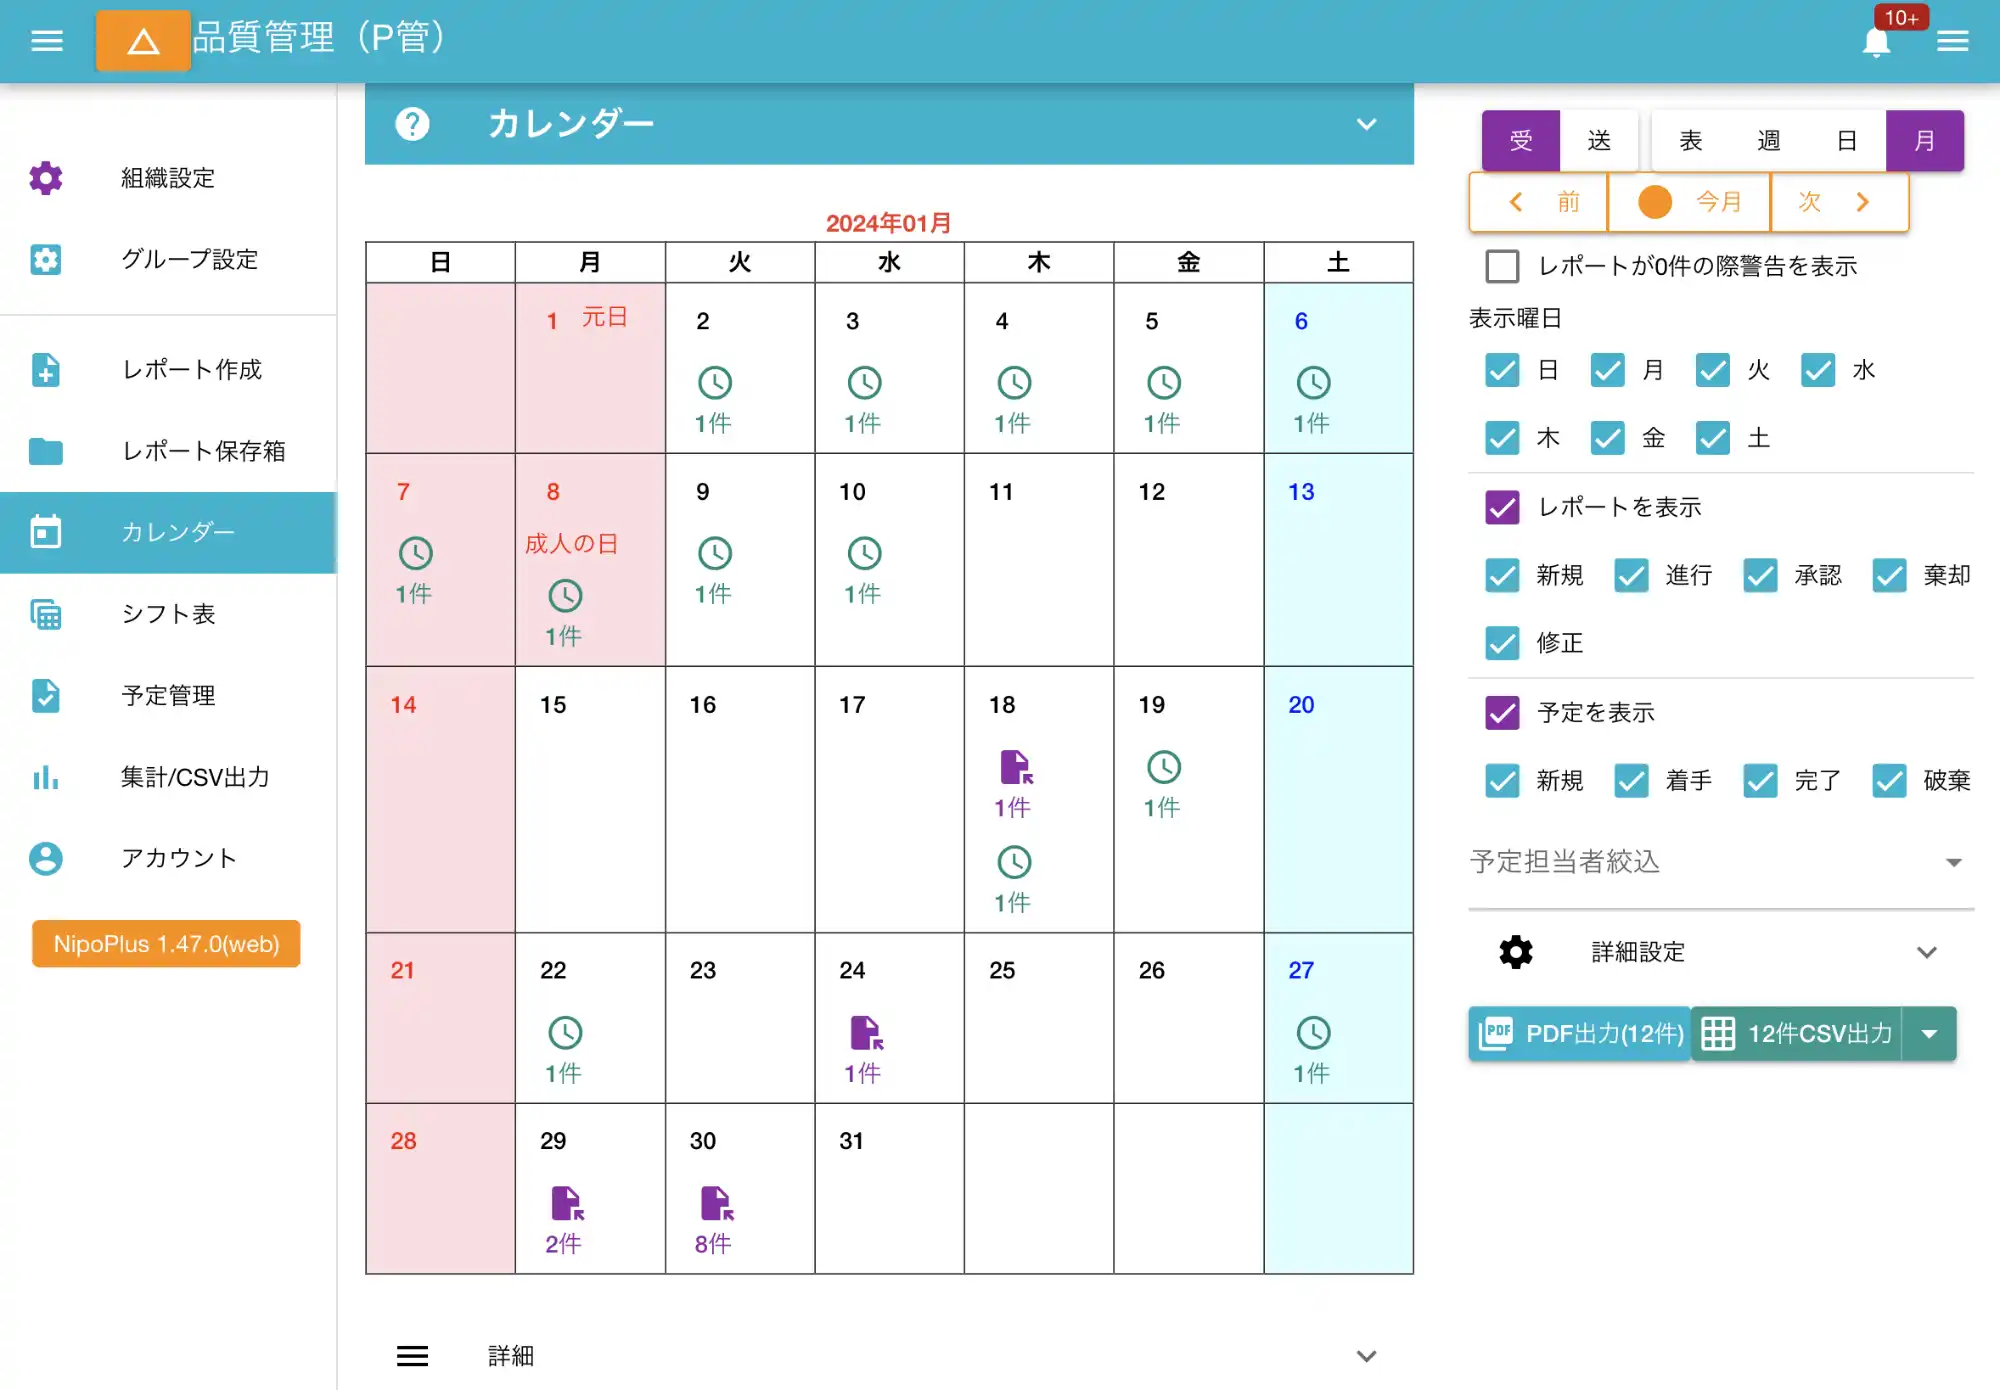 品質管理（P管）
10+
組織設定
グループ設定
レポート作成
レポート保存箱
カレンダー
シフト表
予定管理
集計/CSV出力
アカウント
NipoPlus 1.47.0(web)
カレンダー
2024年01月
日 月 火 水 木 金 土
1 元日 2 3 4 5 6
1件 1件 1件 1件 1件
7 8 9 10 11 12 13
成人の日
1件 1件 1件
1件
14 15 16 17 18 19 20
1件 1件
1件
21 22 23 24 25 26 27
1件 1件 1件
28 29 30 31
2件 8件
詳細
受 送 表 週 日 月
前 今月 次
レポートが0件の際警告を表示
表示曜日
日 月 火 水
木 金 土
レポートを表示
新規 進行 承認 棄却
修正
予定を表示
新規 着手 完了 破棄
予定担当者絞込
詳細設定
PDF PDF出力(12件) 12件CSV出力